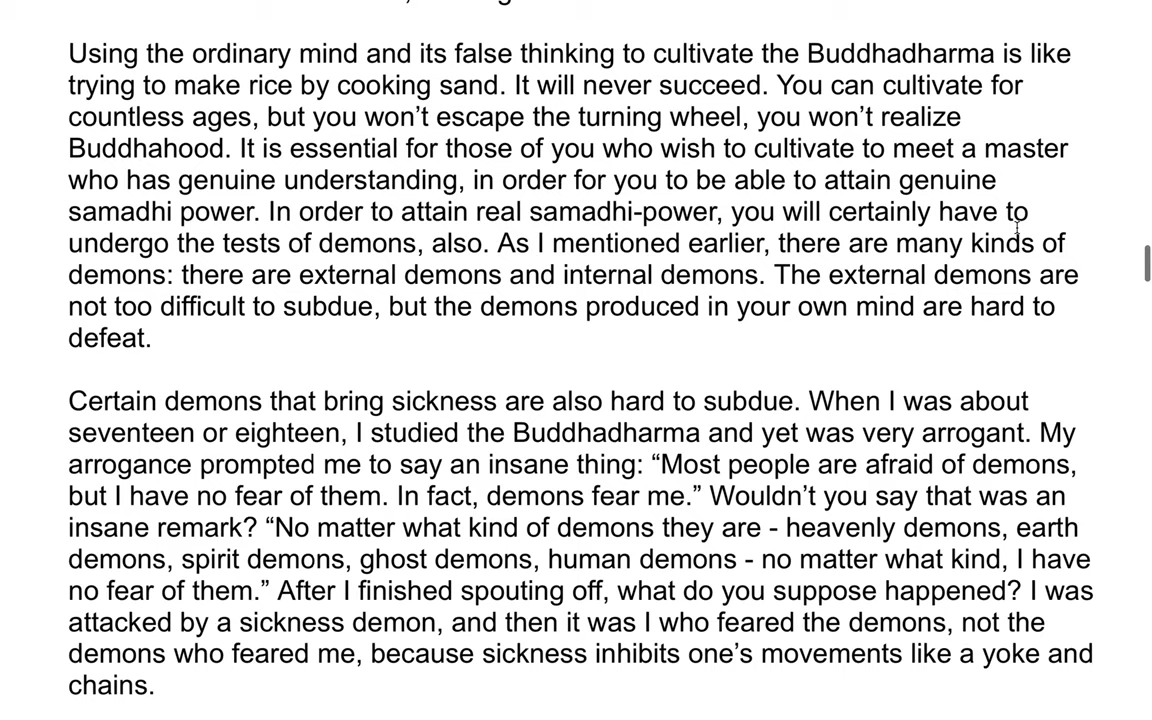 Using the ordinary mind and its false thinking to cultivate the Buddhadharma is like
trying to make rice by cooking sand. It will never succeed. You can cultivate for
countless ages, but you won’t escape the turning wheel, you won’t realize
Buddhahood. It is essential for those of you who wish to cultivate to meet a master
who has genuine understanding, in order for you to be able to attain genuine
samadhi power. In order to attain real samadhi-power, you will certainly have to
undergo the tests of demons, also. As I mentioned earlier, there are many kinds of
demons: there are external demons and internal demons. The external demons are
not too difficult to subdue, but the demons produced in your own mind are hard to
defeat.
Certain demons that bring sickness are also hard to subdue. When I was about
seventeen or eighteen, I studied the Buddhadharma and yet was very arrogant. My
arrogance prompted me to say an insane thing: “Most people are afraid of demons,
but I have no fear of them. In fact, demons fear me.” Wouldn’t you say that was an
insane remark? “No matter what kind of demons they are - heavenly demons, earth
demons, spirit demons, ghost demons, human demons - no matter what kind, I have
no fear of them.” After I finished spouting off, what do you suppose happened? I was
attacked by a sickness demon, and then it was I who feared the demons, not the
demons who feared me, because sickness inhibits one’s movements like a yoke and
chains.